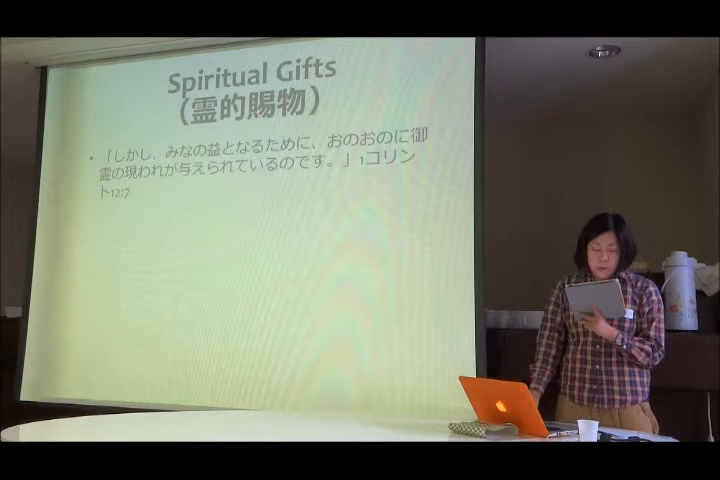 Spiritual Gifts
（霊的賜物）
• 「しかし、みなの益となるために、おのおのに御
霊の現われが与えられているのです。」1コリン
ト12:7